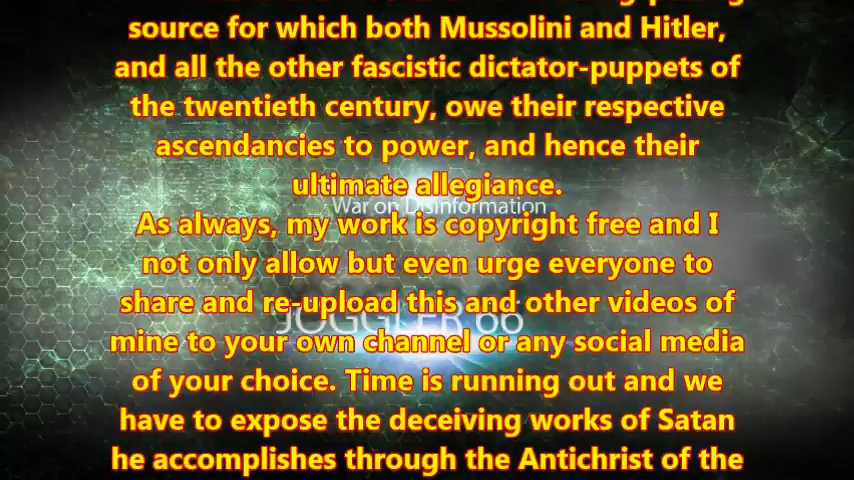 source for which both Mussolini and Hitler,
and all the other fascistic dictator-puppets of
the twentieth century, owe their respective
ascendancies to power, and hence their
ultimate allegiance.
War on Disinformation
As always, my work is copyright free and I
not only allow but even urge everyone to
share and re-upload this and other videos of
JOGGLER 66
mine to your own channel or any social media
of your choice. Time is running out and we
have to expose the deceiving works of Satan
he accomplishes through the Antichrist of the